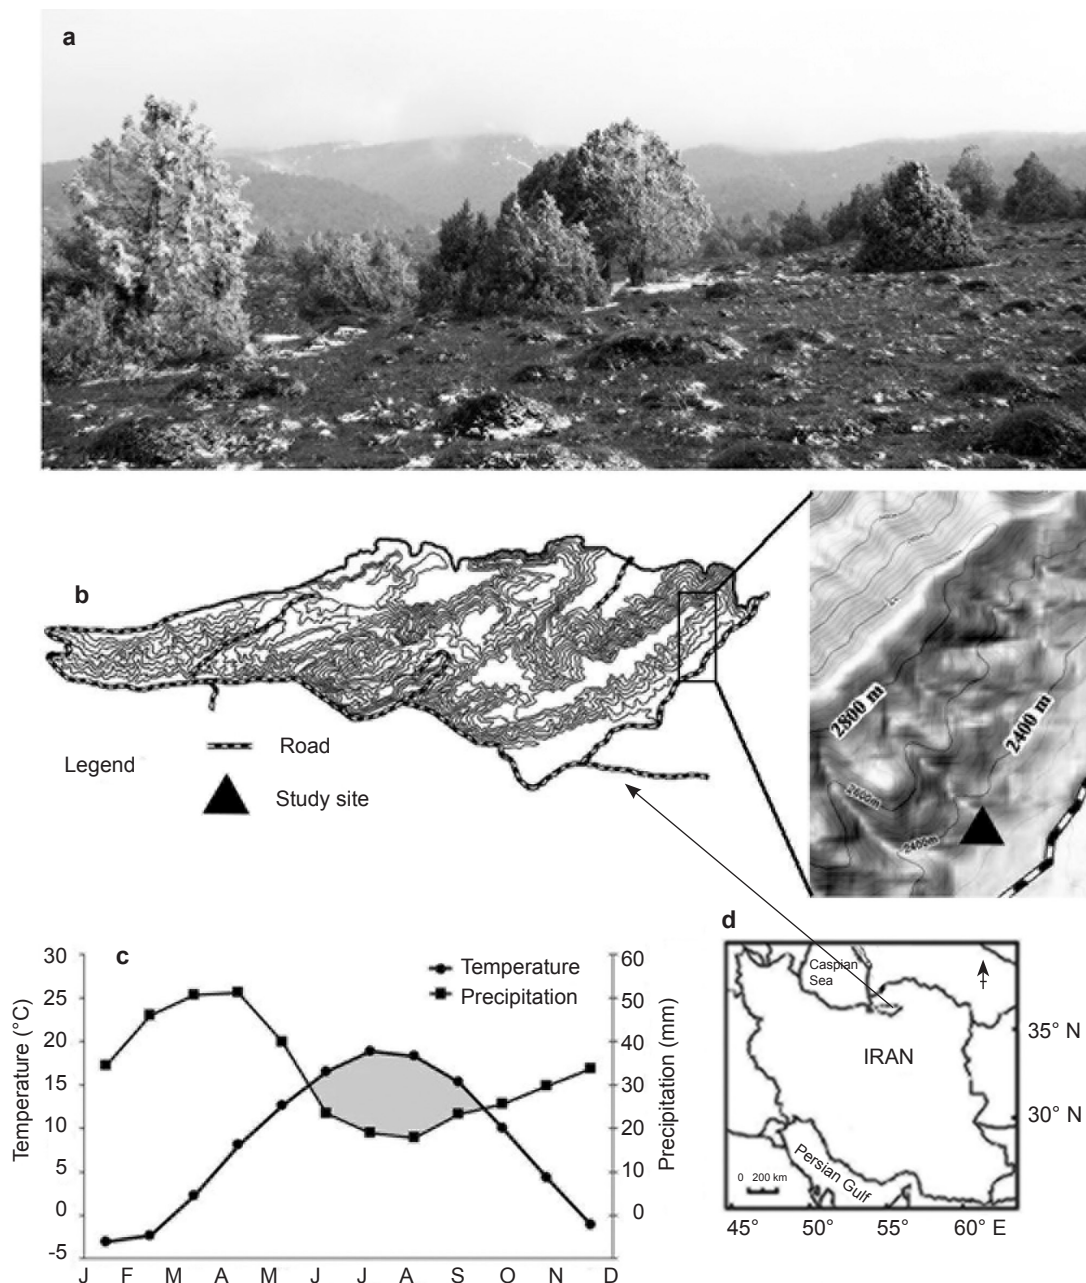 a
b
Legend
Road
Study site
2800 m
2400 m
2600m
2400m
c
Temperature (°C)
30
25
20
15
10
5
0
-5
Temperature
Precipitation
Precipitation (mm)
60
50
40
30
20
10
0
J F M A M J J A S O N D
d
Caspian
Sea
IRAN
Persian Gulf
0 200 km
35° N
30° N
45° 50° 55° 60° E